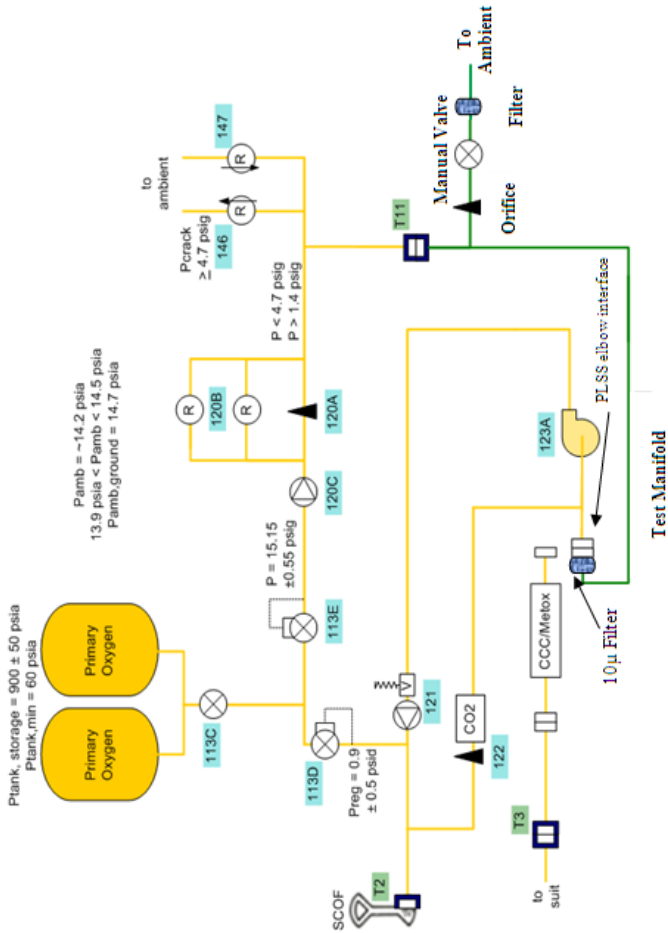 Ptank, storage = 900 ± 50 psia
Ptank,min = 60 psia
Primary
Oxygen
Primary
Oxygen
Pamb = ~14.2 psia
13.9 psia < Pamb < 14.5 psia
Pamb,ground = 14.7 psia
to
ambient
Pcrack
≥ 4.7 psig
146
R
147
R
113C
113E
P = 15.15
±0.55 psig
120C
R
120B
R
120A
P < 4.7 psig
P > 1.4 psig
113D
Preg = 0.9
± 0.5 psid
T11
Manual Valve
To
Ambient
Orifice
Filter
121
V
SCOF
T2
CO2
122
123A
PLSS elbow interface
to
suit
T3
CCC/Metox
10µ Filter
Test Manifold